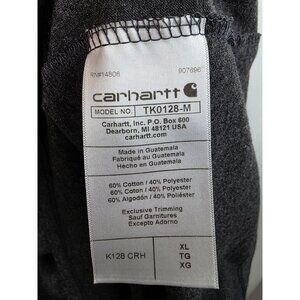 RN#14806 907696
carhartt
MODEL NO. TK0128-M
Carhartt, Inc. P.O. Box 600
Dearborn, MI 48121 USA
carhartt.com
Made in Guatemala
Fabriqué au Guatemala
Hecho en Guatemala
60% Cotton / 40% Polyester
60% Coton / 40% Polyester
60% Algodón / 40% Poliéster
Exclusive Trimming
Sauf Garnitures
Excepto Adorno
K128 CRH
XL
TG
XG